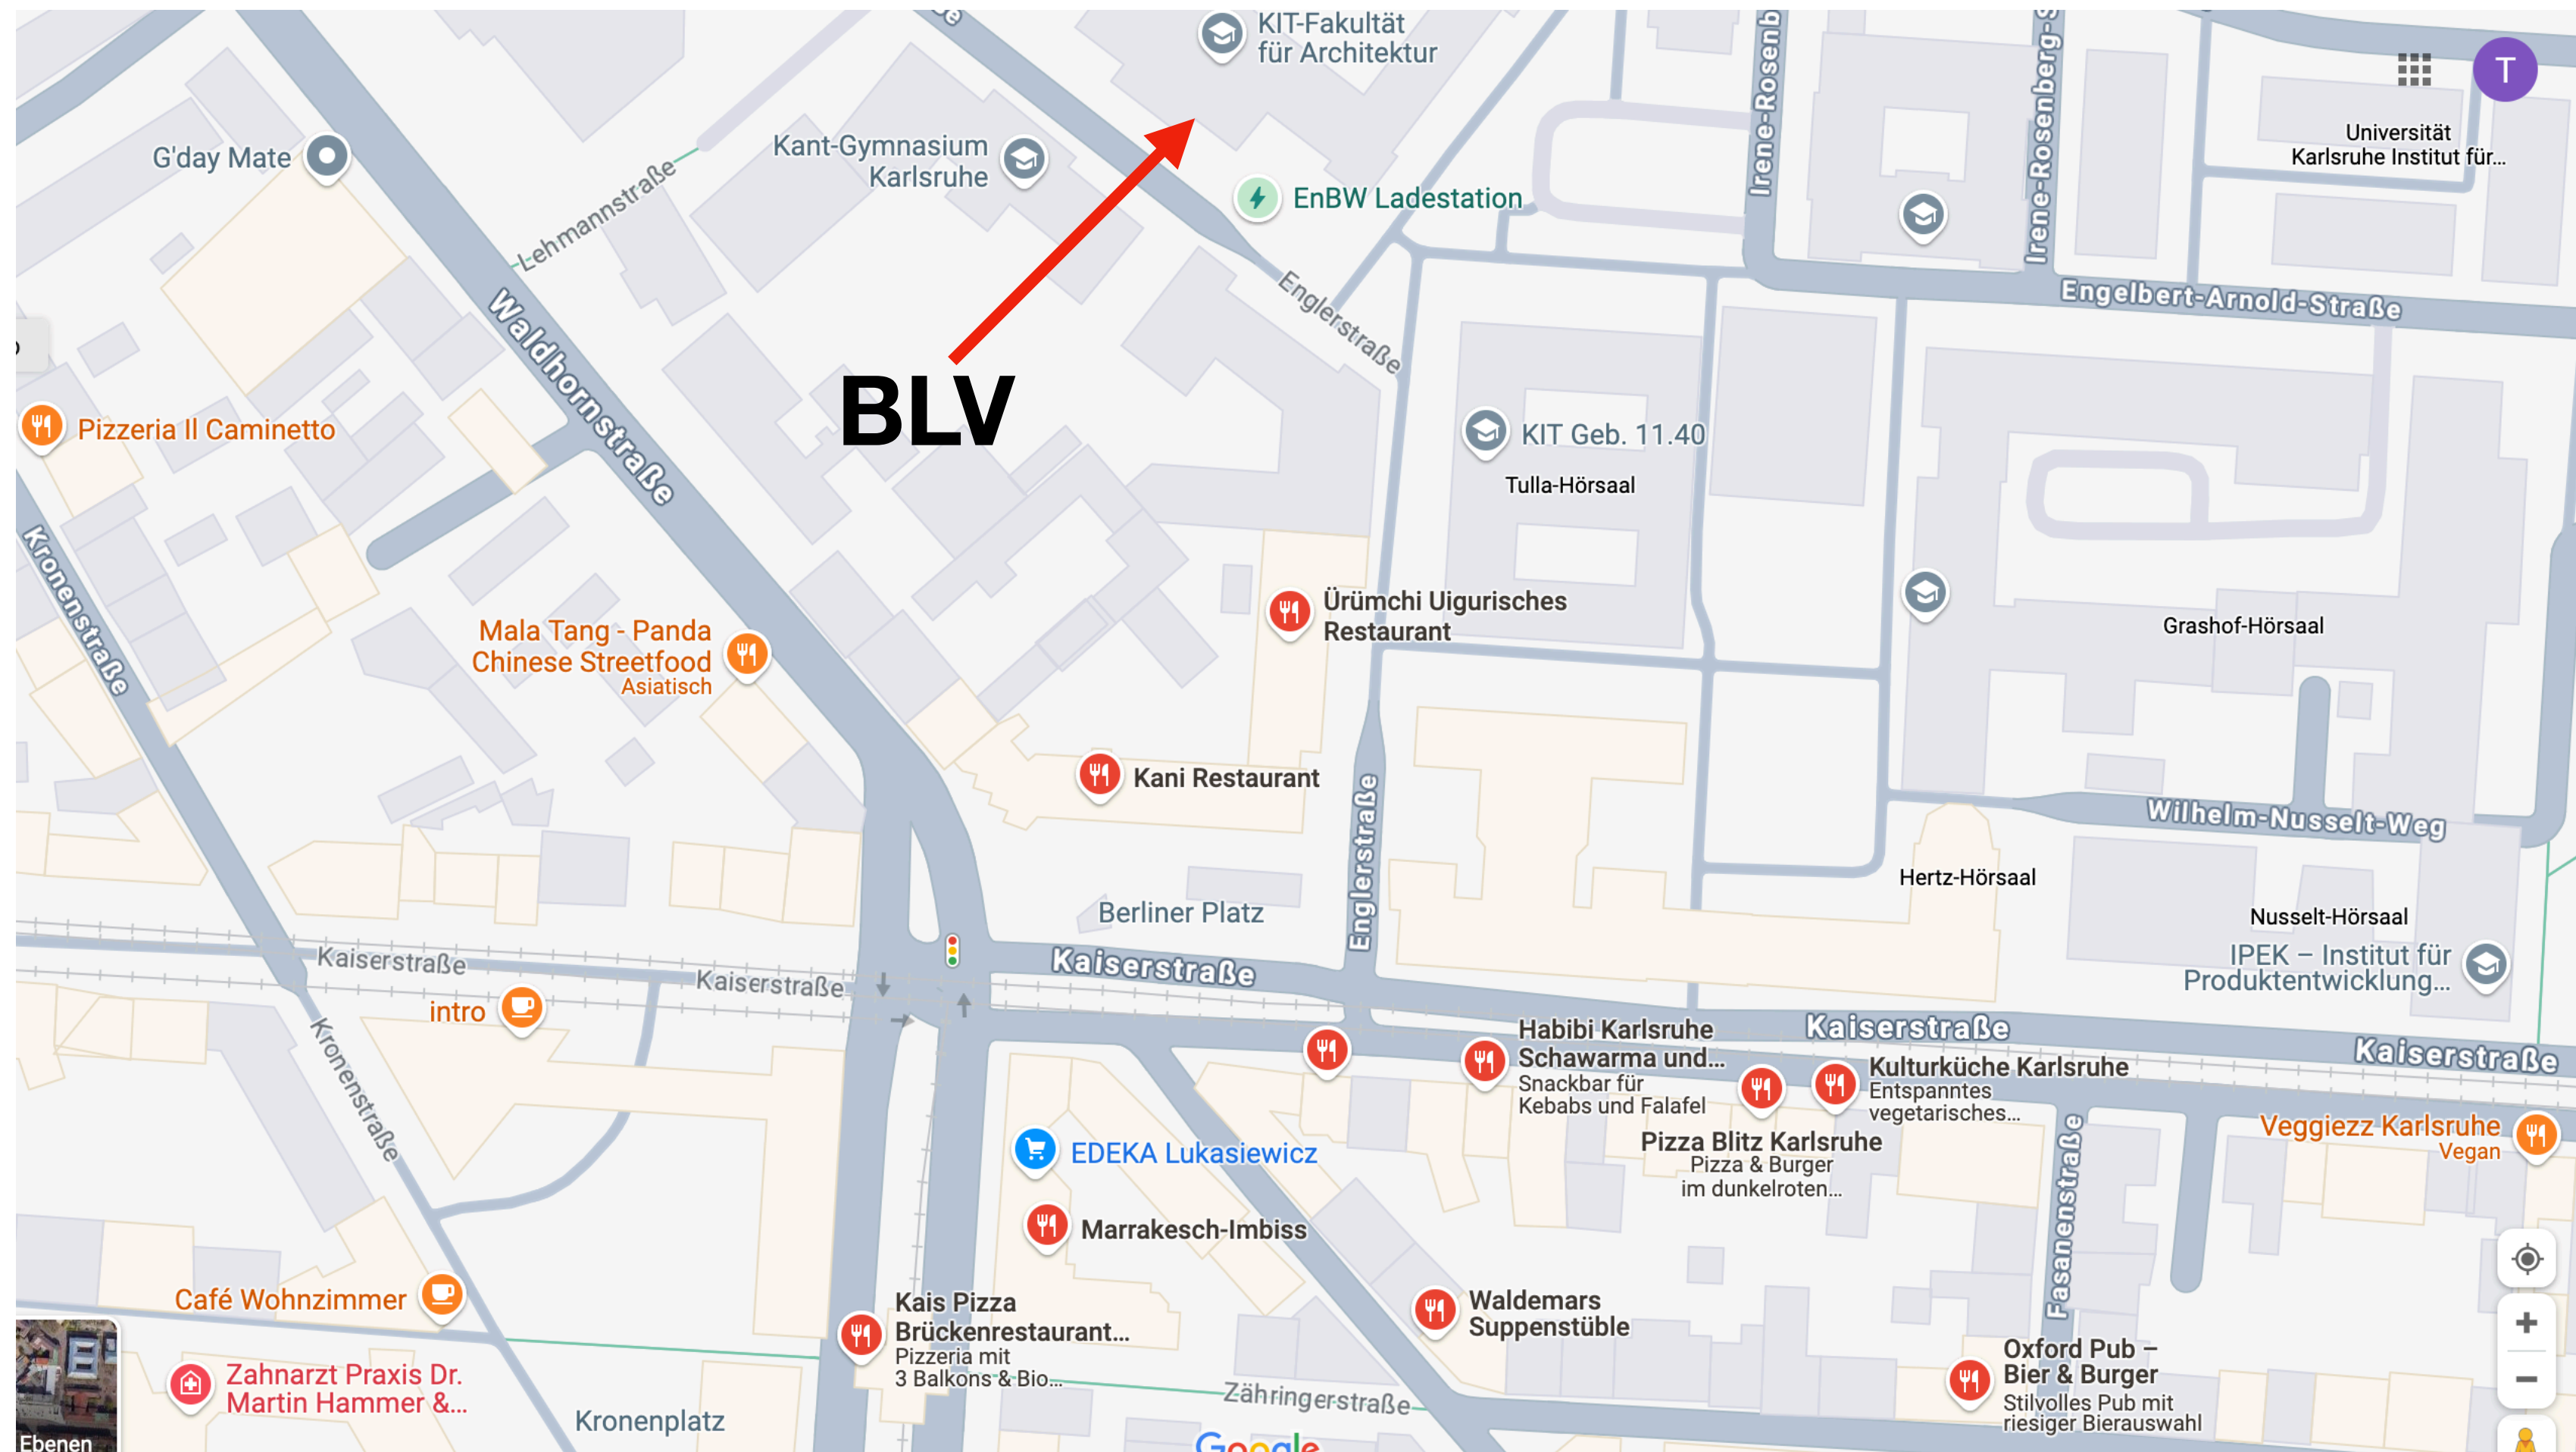 KIT-Fakultät
für Architektur
T
Irene-Rosenb
Irene-Rosenberg-S
Universität
Karlsruhe Institut für...
Kant-Gymnasium
Karlsruhe
G'day Mate
Lehmannstraße
EnBW Ladestation
Englerstraße
Engelbert-Arnold-Straße
Waldhornstraße
BLV
Pizzeria Il Caminetto
KIT Geb. 11.40
Tulla-Hörsaal
Kronenstraße
Ürümchi Uigurisches
Restaurant
Mala Tang - Panda
Chinese Streetfood
Asiatisch
Grashof-Hörsaal
Kani Restaurant
Englerstraße
Wilhelm-Nusselt-Weg
Hertz-Hörsaal
Berliner Platz
Nusselt-Hörsaal
Kaiserstraße
Kaiserstraße
Kaiserstraße
IPEK – Institut für
Produktentwicklung...
intro
Kronenstraße
Kaiserstraße
Kaiserstraße
Habibi Karlsruhe
Schawarma und...
Snackbar für
Kebabs und Falafel
Kulturküche Karlsruhe
Entspanntes
vegetarisches...
Pizza Blitz Karlsruhe
Pizza & Burger
im dunkelroten...
Veggiezz Karlsruhe
Vegan
EDEKA Lukasiewicz
Marrakesch-Imbiss
Fasanenstraße
Café Wohnzimmer
Kais Pizza
Brückenrestaurant...
Pizzeria mit
3 Balkons & Bio...
Waldemars
Suppenstüble
Oxford Pub –
Bier & Burger
Stilvolles Pub mit
riesiger Bierauswahl
Zahnarzt Praxis Dr.
Martin Hammer &...
Zähringerstraße
Kronenplatz
Ebenen
Google